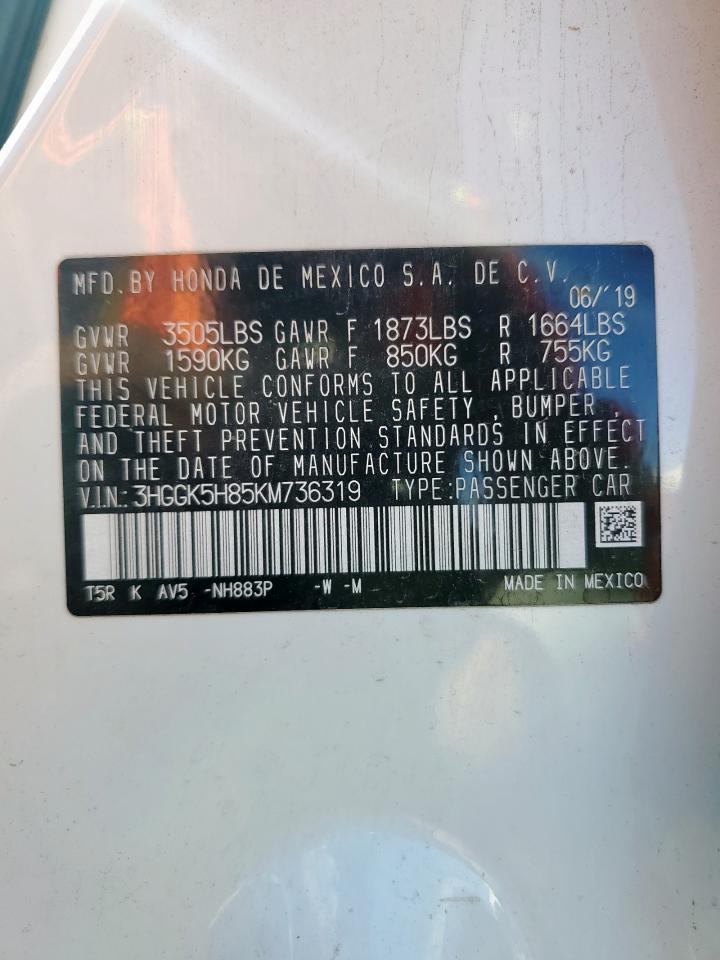 MFD. BY HONDA DE MEXICO S.A. DE C.V.
06/'19
GVWR 3505LBS GAWR F 1873LBS R 1664LBS
GVWR 1590KG GAWR F 850KG R 755KG
THIS VEHICLE CONFORMS TO ALL APPLICABLE
FEDERAL MOTOR VEHICLE SAFETY , BUMPER ,
AND THEFT PREVENTION STANDARDS IN EFFECT
ON THE DATE OF MANUFACTURE SHOWN ABOVE.
V.I.N.: 3HGGK5H85KM736319 TYPE:PASSENGER CAR
T5R K AV5 -NH883P -W -M MADE IN MEXICO